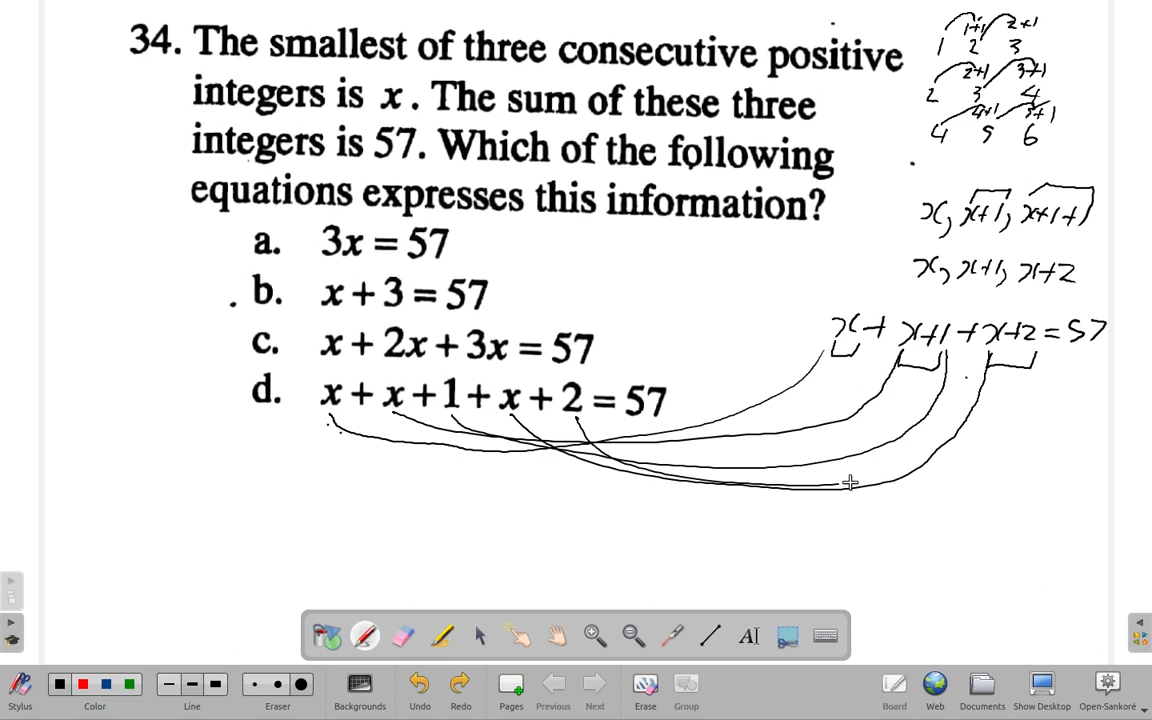 34. The smallest of three consecutive positive
integers is x. The sum of these three
integers is 57. Which of the following
equations expresses this information?
a. 3x = 57
b. x + 3 = 57
c. x + 2x + 3x = 57
d. x + x + 1 + x + 2 = 57
1+1 2+1
1 2 3
2+1 3+1
2 3 4
4+1 5+1
4 5 6
x, x+1, x+1+1
x, x+1, x+2
x + x+1 + x+2 = 57
Stylus
Color
Line
Eraser
Backgrounds
Undo
Redo
Pages
Previous
Next
Erase
Group
Board
Web
Documents
Show Desktop
Open-Sankoré